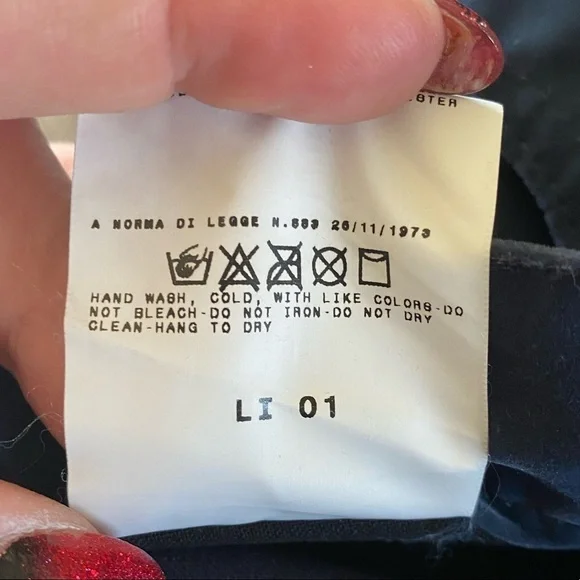 A NORMA DI LEGGE N.883 26/11/1973
HAND WASH, COLD, WITH LIKE COLORS-DO
NOT BLEACH-DO NOT IRON-DO NOT DRY
CLEAN-HANG TO DRY
LI 01